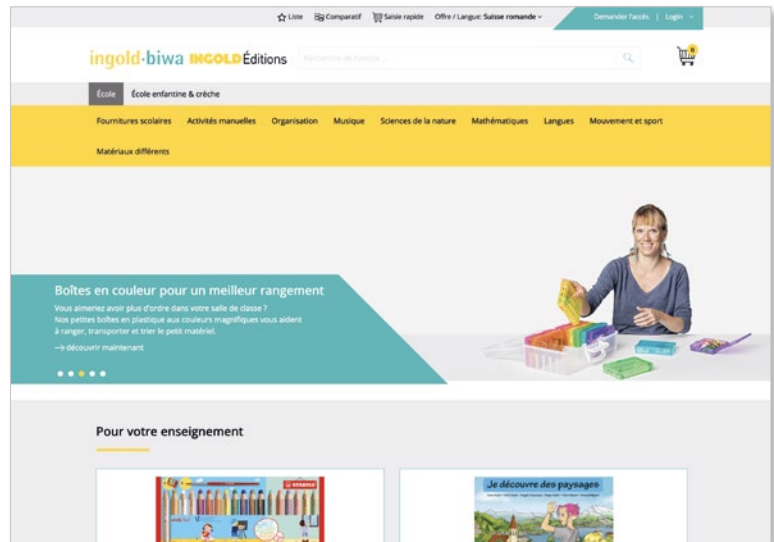 Liste Comparatif Saisie rapide Offre / Langue: Suisse romande Demander l'accès | Login
ingold-biwa INGOLD Éditions Recherche de l'article ... 0
École École enfantine & crèche
Fournitures scolaires Activités manuelles Organisation Musique Sciences de la nature Mathématiques Langues Mouvement et sport
Matériaux différents
Boîtes en couleur pour un meilleur rangement
Vous aimeriez avoir plus d'ordre dans votre salle de classe ?
Nos petites boîtes en plastique aux couleurs magnifiques vous aident
à ranger, transporter et trier le petit matériel.
→ découvrir maintenant
Pour votre enseignement
STABILO
Je découvre des paysages